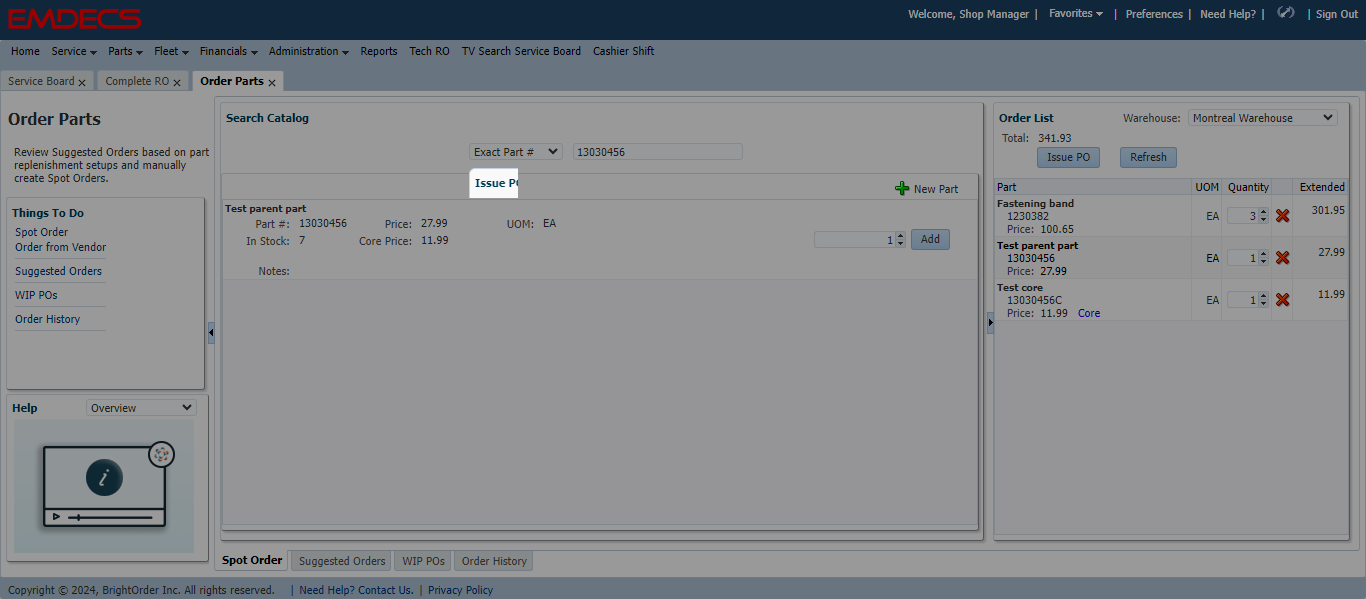 EMDECS
Welcome, Shop Manager | Favorites | Preferences | Need Help? | | Sign Out
Home Service Parts Fleet Financials Administration Reports Tech RO TV Search Service Board Cashier Shift
Service Board x Complete RO x Order Parts x
Order Parts
Review Suggested Orders based on part
replenishment setups and manually
create Spot Orders.
Things To Do
Spot Order
Order from Vendor
Suggested Orders
WIP POs
Order History
Help Overview
i
Search Catalog
Exact Part # 13030456
Issue P
New Part
Test parent part
Part #: 13030456 Price: 27.99 UOM: EA
In Stock: 7 Core Price: 11.99 1 Add
Notes:
Spot Order Suggested Orders WIP POs Order History
Order List Warehouse: Montreal Warehouse
Total: 341.93
Issue PO Refresh
Part UOM Quantity Extended
Fastening band
1230382 EA 3 301.95
Price: 100.65
Test parent part
13030456 EA 1 27.99
Price: 27.99
Test core
13030456C EA 1 11.99
Price: 11.99 Core
Copyright © 2024, BrightOrder Inc. All rights reserved. | Need Help? Contact Us. | Privacy Policy